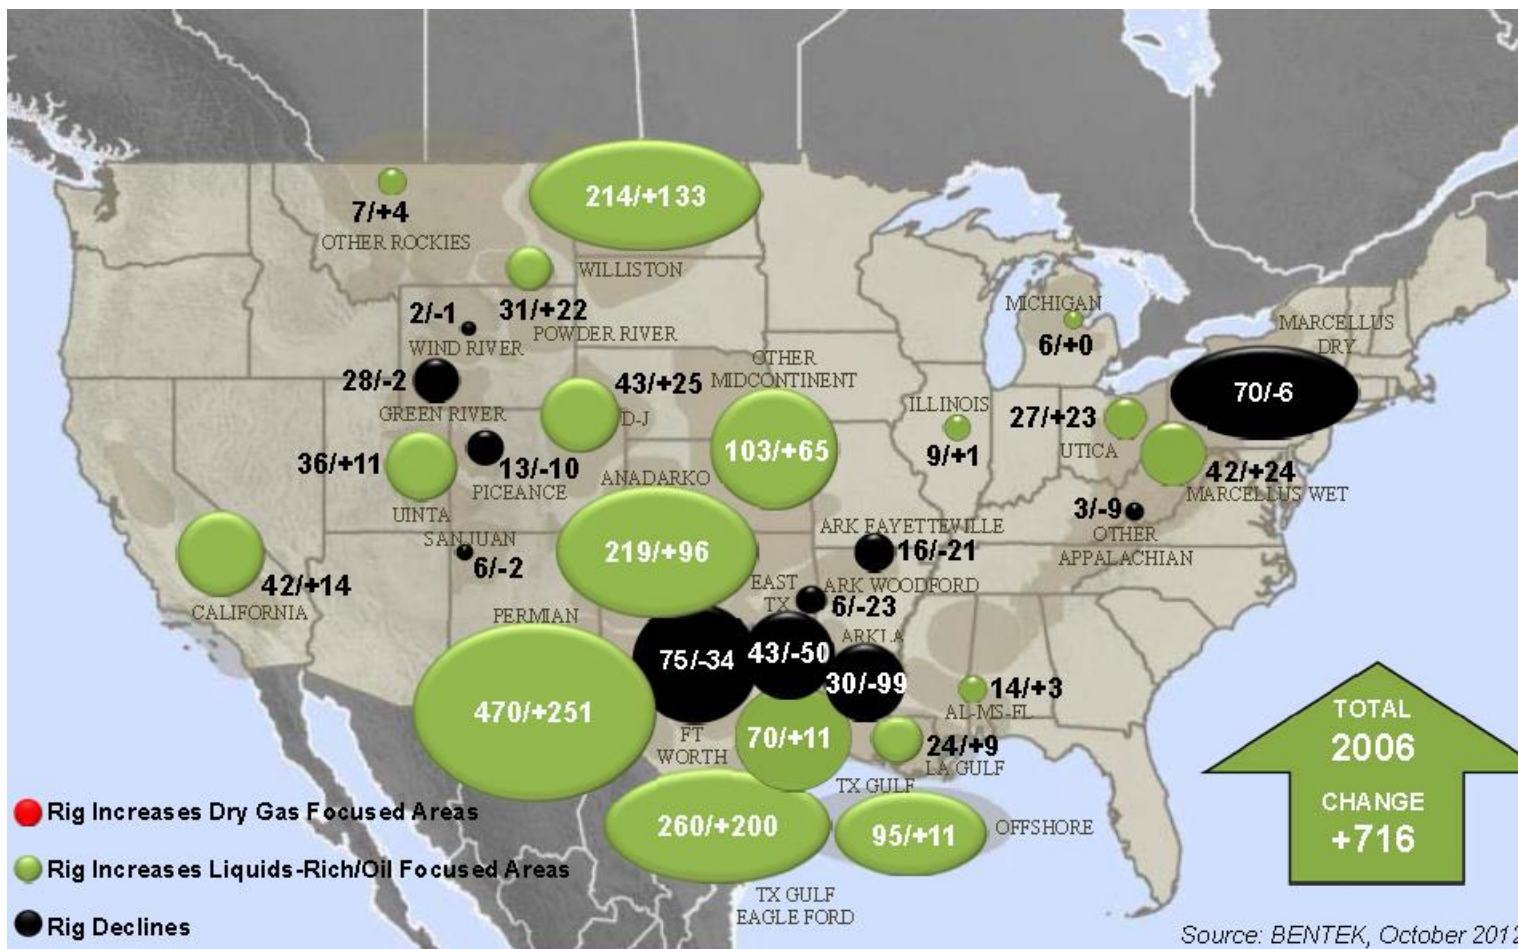 214/+133
7/+4
OTHER ROCKIES
WILLISTON
31/+22
POWDER RIVER
2/-1
WIND RIVER
28/-2
GREEN RIVER
43/+25
D-J
OTHER
MIDCONTINENT
103/+65
MICHIGAN
6/+0
MARCELLUS
DRY
70/-6
ILLINOIS
9/+1
27/+23
UTICA
42/+24
MARCELLUS WET
36/+11
UINTA
13/-10
PICEANCE
ANADARKO
219/+96
3/-9
OTHER
APPALACHIAN
SAN JUAN
6/-2
42/+14
CALIFORNIA
ARK FAYETTEVILLE
16/-21
ARK WOODFORD
6/-23
EAST
TX
43/-50
ARKLA
30/-99
PERMIAN
470/+251
75/-34
FT
WORTH
70/+11
TX GULF
14/+3
AL-MS-FL
24/+9
LA GULF
260/+200
TX GULF
EAGLE FORD
95/+11
OFFSHORE
TOTAL
2006
CHANGE
+716
Rig Increases Dry Gas Focused Areas
Rig Increases Liquids-Rich/Oil Focused Areas
Rig Declines
Source: BENTEK, October 2012